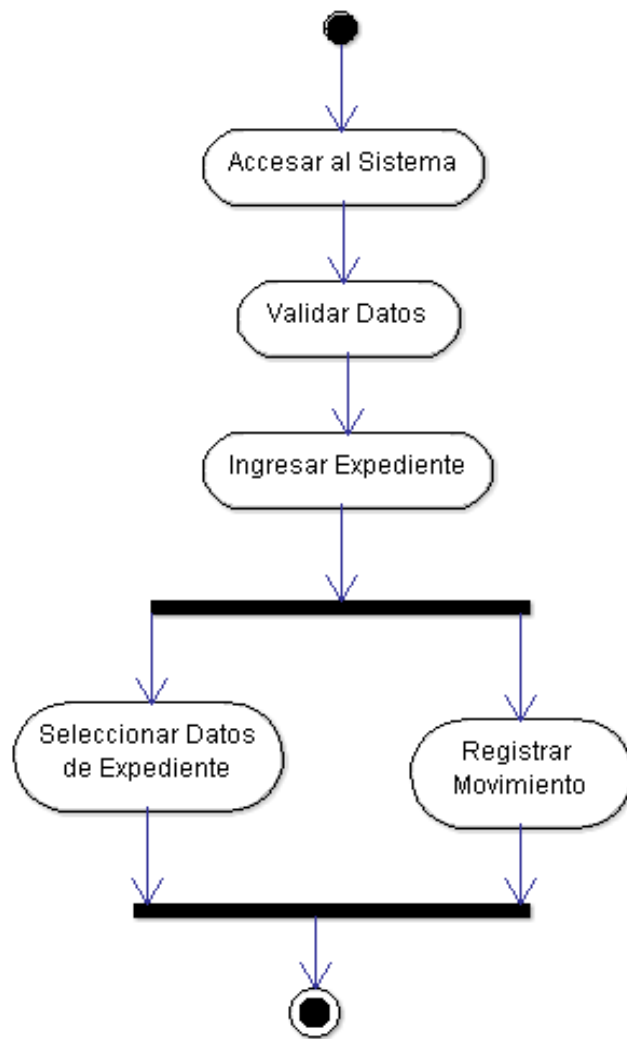 Accesar al Sistema
Validar Datos
Ingresar Expediente
Seleccionar Datos
de Expediente
Registrar
Movimiento